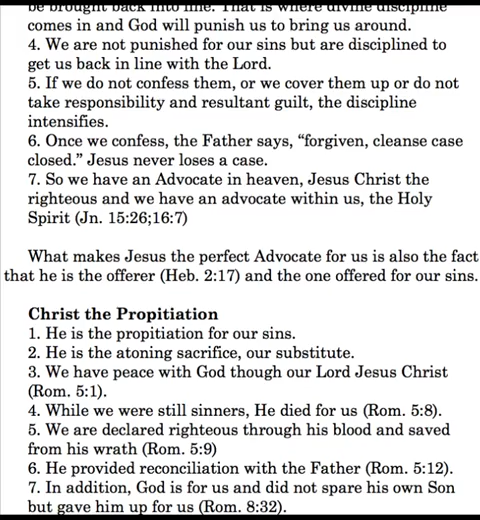 be brought back into line. That is where divine discipline
comes in and God will punish us to bring us around.
4. We are not punished for our sins but are disciplined to
get us back in line with the Lord.
5. If we do not confess them, or we cover them up or do not
take responsibility and resultant guilt, the discipline
intensifies.
6. Once we confess, the Father says, “forgiven, cleanse case
closed.” Jesus never loses a case.
7. So we have an Advocate in heaven, Jesus Christ the
righteous and we have an advocate within us, the Holy
Spirit (Jn. 15:26;16:7)
What makes Jesus the perfect Advocate for us is also the fact
that he is the offerer (Heb. 2:17) and the one offered for our sins.
Christ the Propitiation
1. He is the propitiation for our sins.
2. He is the atoning sacrifice, our substitute.
3. We have peace with God though our Lord Jesus Christ
(Rom. 5:1).
4. While we were still sinners, He died for us (Rom. 5:8).
5. We are declared righteous through his blood and saved
from his wrath (Rom. 5:9)
6. He provided reconciliation with the Father (Rom. 5:12).
7. In addition, God is for us and did not spare his own Son
but gave him up for us (Rom. 8:32).